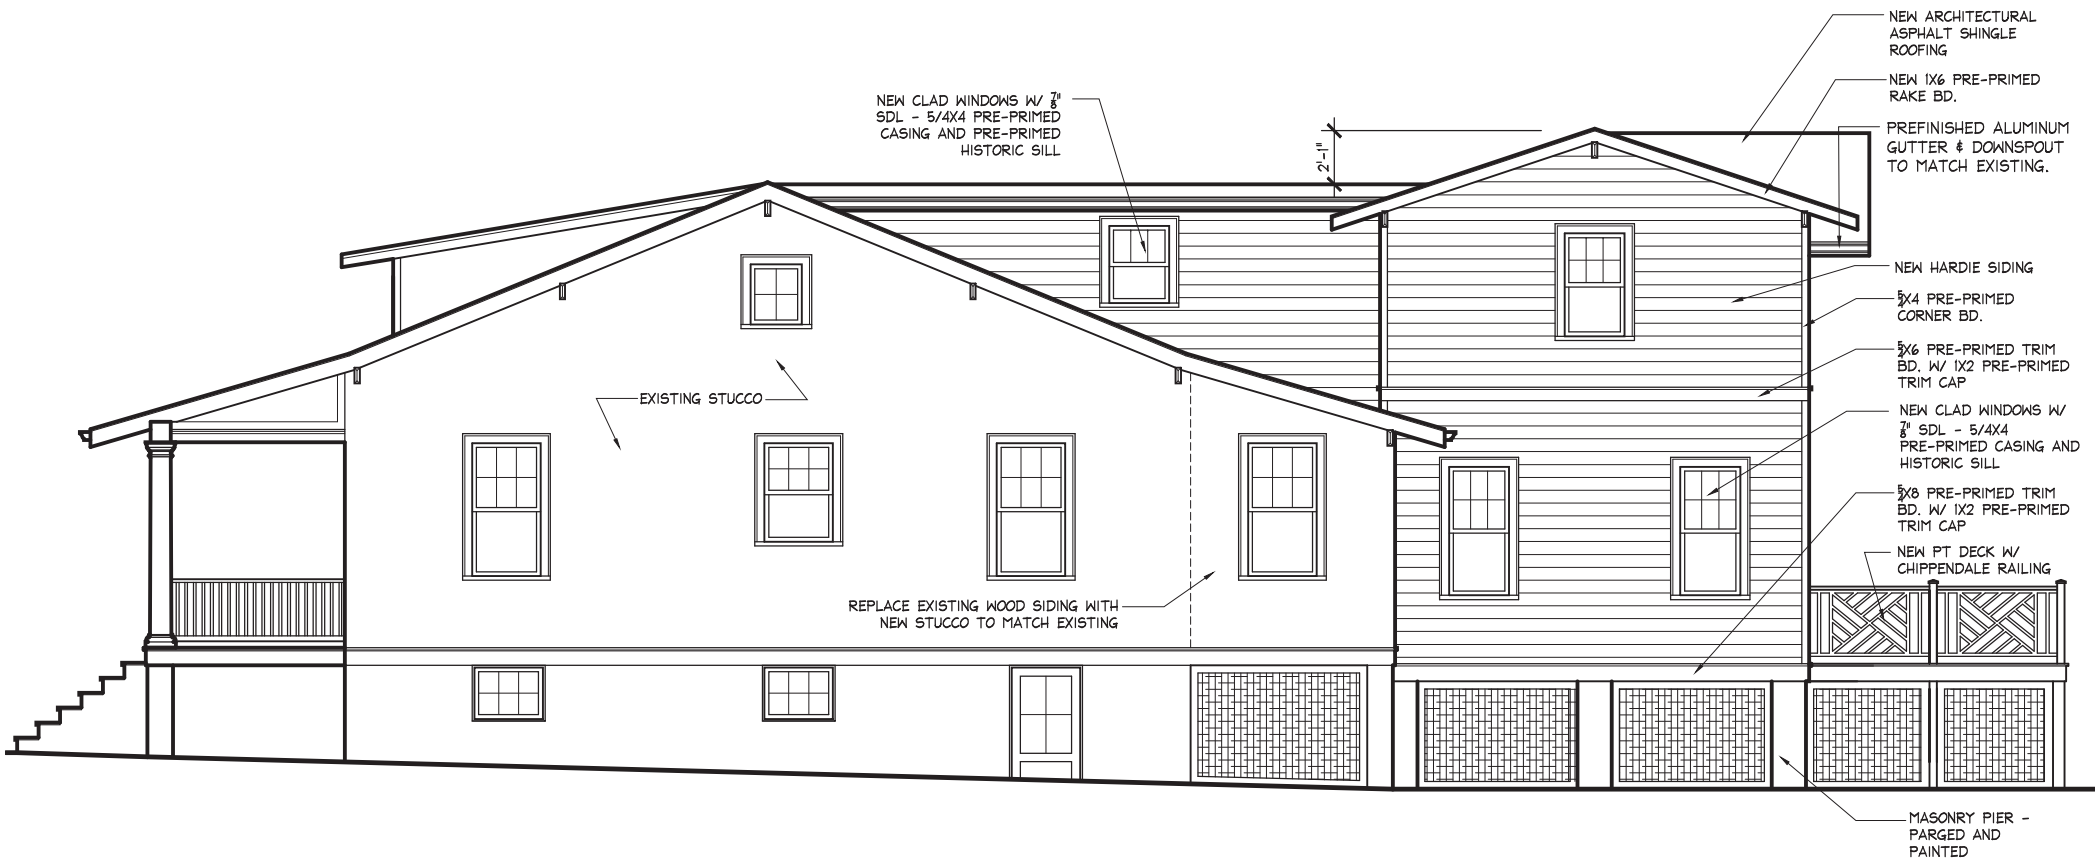 NEW ARCHITECTURAL
ASPHALT SHINGLE
ROOFING
NEW 1X6 PRE-PRIMED
RAKE BD.
NEW CLAD WINDOWS W/ 7/8"
SDL - 5/4X4 PRE-PRIMED
CASING AND PRE-PRIMED
HISTORIC SILL
2'-1"
PREFINISHED ALUMINUM
GUTTER & DOWNSPOUT
TO MATCH EXISTING.
NEW HARDIE SIDING
5/4X4 PRE-PRIMED
CORNER BD.
5/4X6 PRE-PRIMED TRIM
BD. W/ 1X2 PRE-PRIMED
TRIM CAP
EXISTING STUCCO
NEW CLAD WINDOWS W/
7/8" SDL - 5/4X4
PRE-PRIMED CASING AND
HISTORIC SILL
5/4X8 PRE-PRIMED TRIM
BD. W/ 1X2 PRE-PRIMED
TRIM CAP
NEW PT DECK W/
CHIPPENDALE RAILING
REPLACE EXISTING WOOD SIDING WITH
NEW STUCCO TO MATCH EXISTING
MASONRY PIER -
PARGED AND
PAINTED